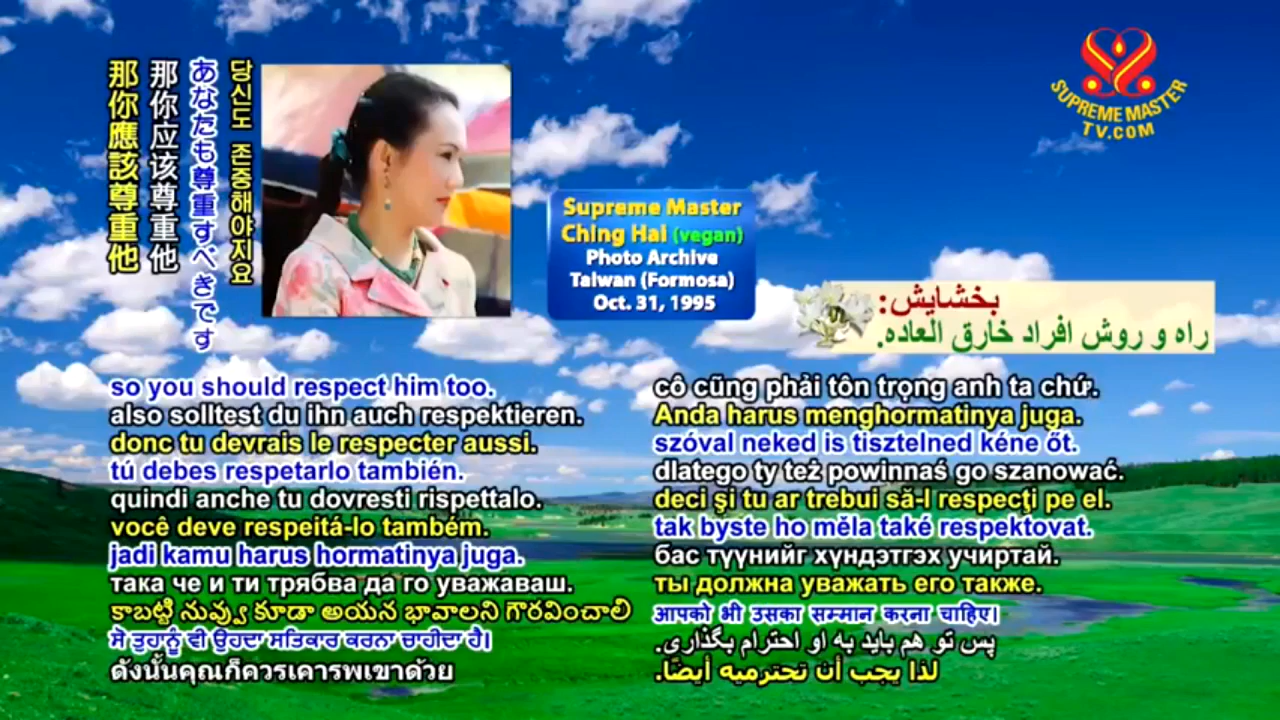 那你應該尊重他
那你应该尊重他
あなたも尊重すべきです
당신도 존중해야지요
Supreme Master
Ching Hai (vegan)
Photo Archive
Taiwan (Formosa)
Oct. 31, 1995
SUPREME MASTER
TV.COM
بخشایش:
راه و روش افراد خارق العاده.
so you should respect him too.
also solltest du ihn auch respektieren.
donc tu devrais le respecter aussi.
tú debes respetarlo también.
quindi anche tu dovresti rispettalo.
você deve respeitá-lo também.
jadi kamu harus hormatinya juga.
така че и ти трябва да го уважаваш.
కాబట్టి నువ్వు కూడా అయన భావాలని గౌరవించాలి
ਸੋ ਤੁਹਾਨੂੰ ਵੀ ਉਹਦਾ ਸਤਿਕਾਰ ਕਰਨਾ ਚਾਹੀਦਾ ਹੈ।
ดังนั้นคุณก็ควรเคารพเขาด้วย
cô cũng phải tôn trọng anh ta chứ.
Anda harus menghormatinya juga.
szóval neked is tisztelned kéne őt.
dlatego ty też powinnaś go szanować.
deci şi tu ar trebui să-l respecţi pe el.
tak byste ho měla také respektovat.
бас түүнийг хүндэтгэх учиртай.
ты должна уважать его также.
आपको भी उसका सम्मान करना चाहिए।
پس تو هم باید به او احترام بگذاری.
لذا يجب أن تحترميه أيضًا.